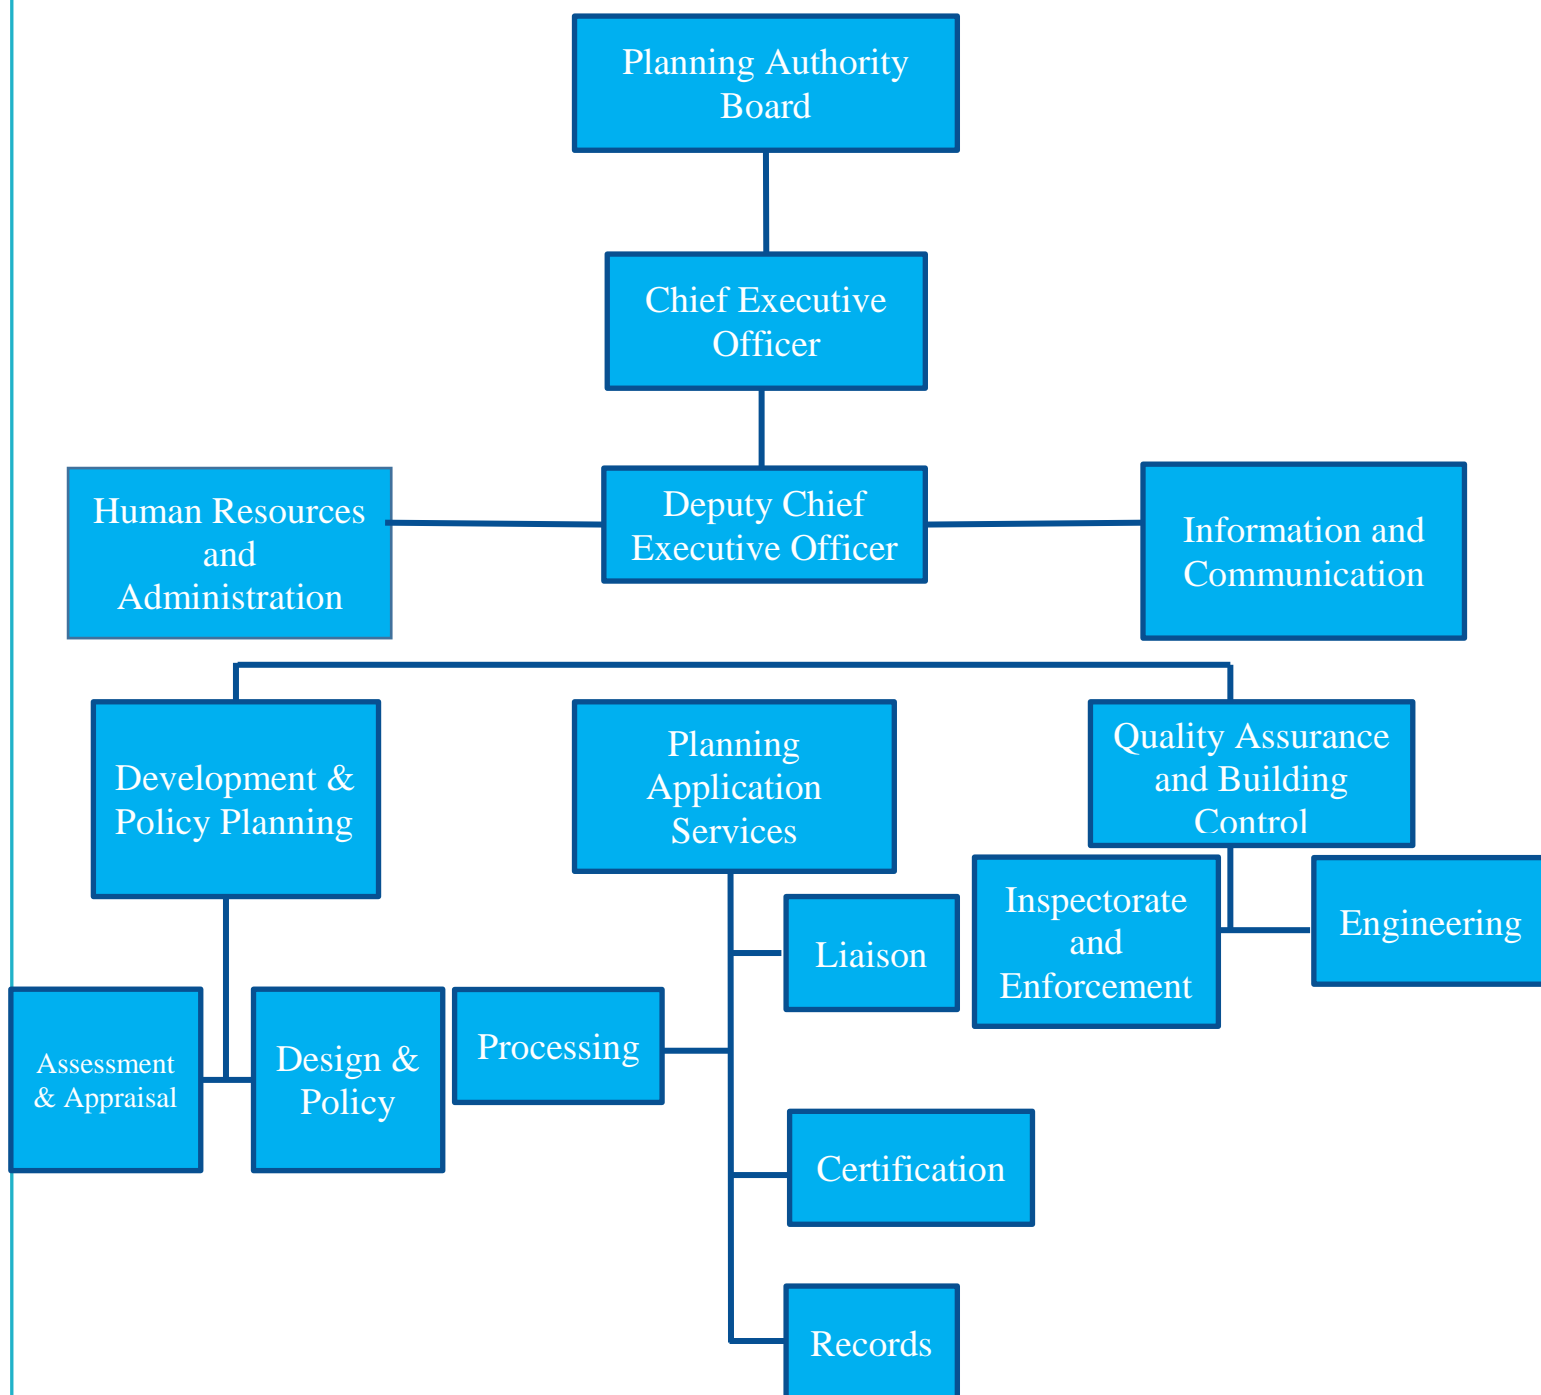 Planning Authority
Board
Chief Executive
Officer
Human Resources
and
Administration
Deputy Chief
Executive Officer
Information and
Communication
Development &
Policy Planning
Planning
Application
Services
Quality Assurance
and Building
Control
Assessment
& Appraisal
Design &
Policy
Processing
Liaison
Certification
Records
Inspectorate
and
Enforcement
Engineering